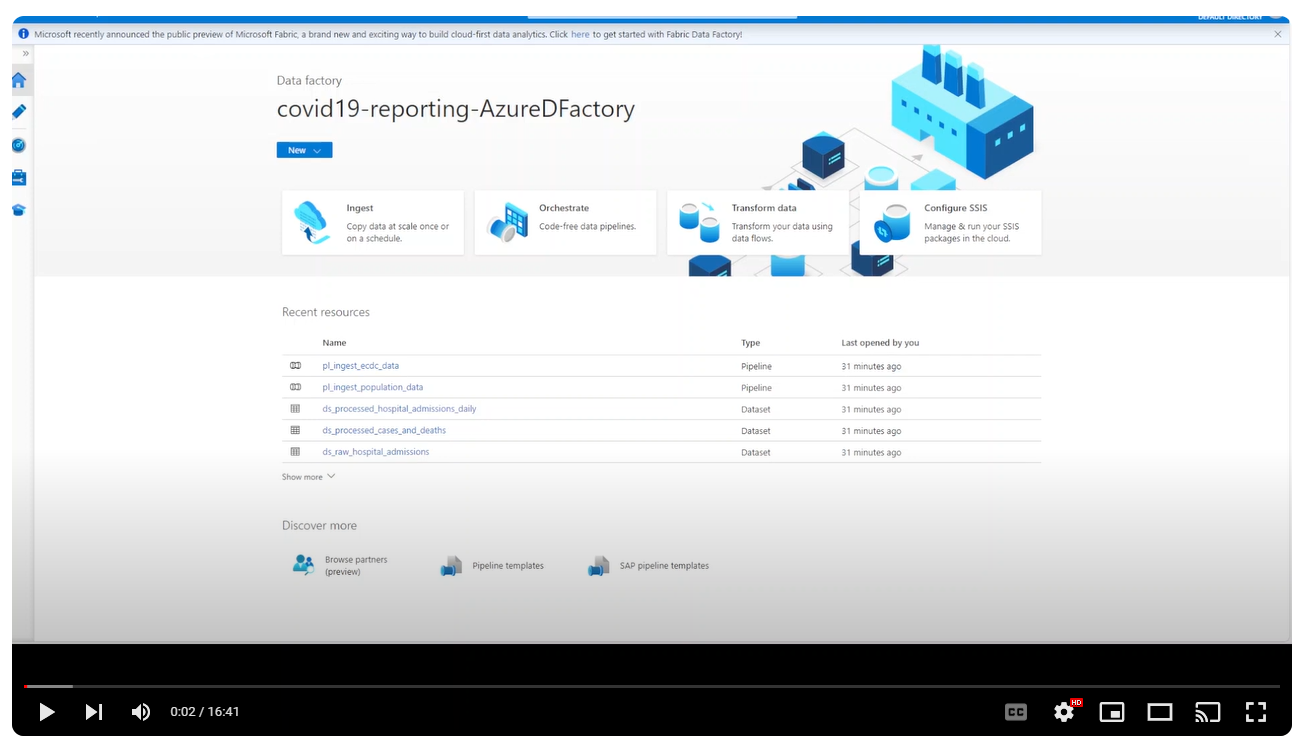 DEFAULT DIRECTORY
Microsoft recently announced the public preview of Microsoft Fabric, a brand new and exciting way to build cloud-first data analytics. Click here to get started with Fabric Data Factory!
Data factory
covid19-reporting-AzureDFactory
New
Ingest
Copy data at scale once or
on a schedule.
Orchestrate
Code-free data pipelines.
Transform data
Transform your data using
data flows.
Configure SSIS
Manage & run your SSIS
packages in the cloud.
Recent resources
Name Type Last opened by you
pl_ingest_ecdc_data Pipeline 31 minutes ago
pl_ingest_population_data Pipeline 31 minutes ago
ds_processed_hospital_admissions_daily Dataset 31 minutes ago
ds_processed_cases_and_deaths Dataset 31 minutes ago
ds_raw_hospital_admissions Dataset 31 minutes ago
Show more
Discover more
Browse partners
(preview)
Pipeline templates
SAP pipeline templates
0:02 / 16:41
CC
HD